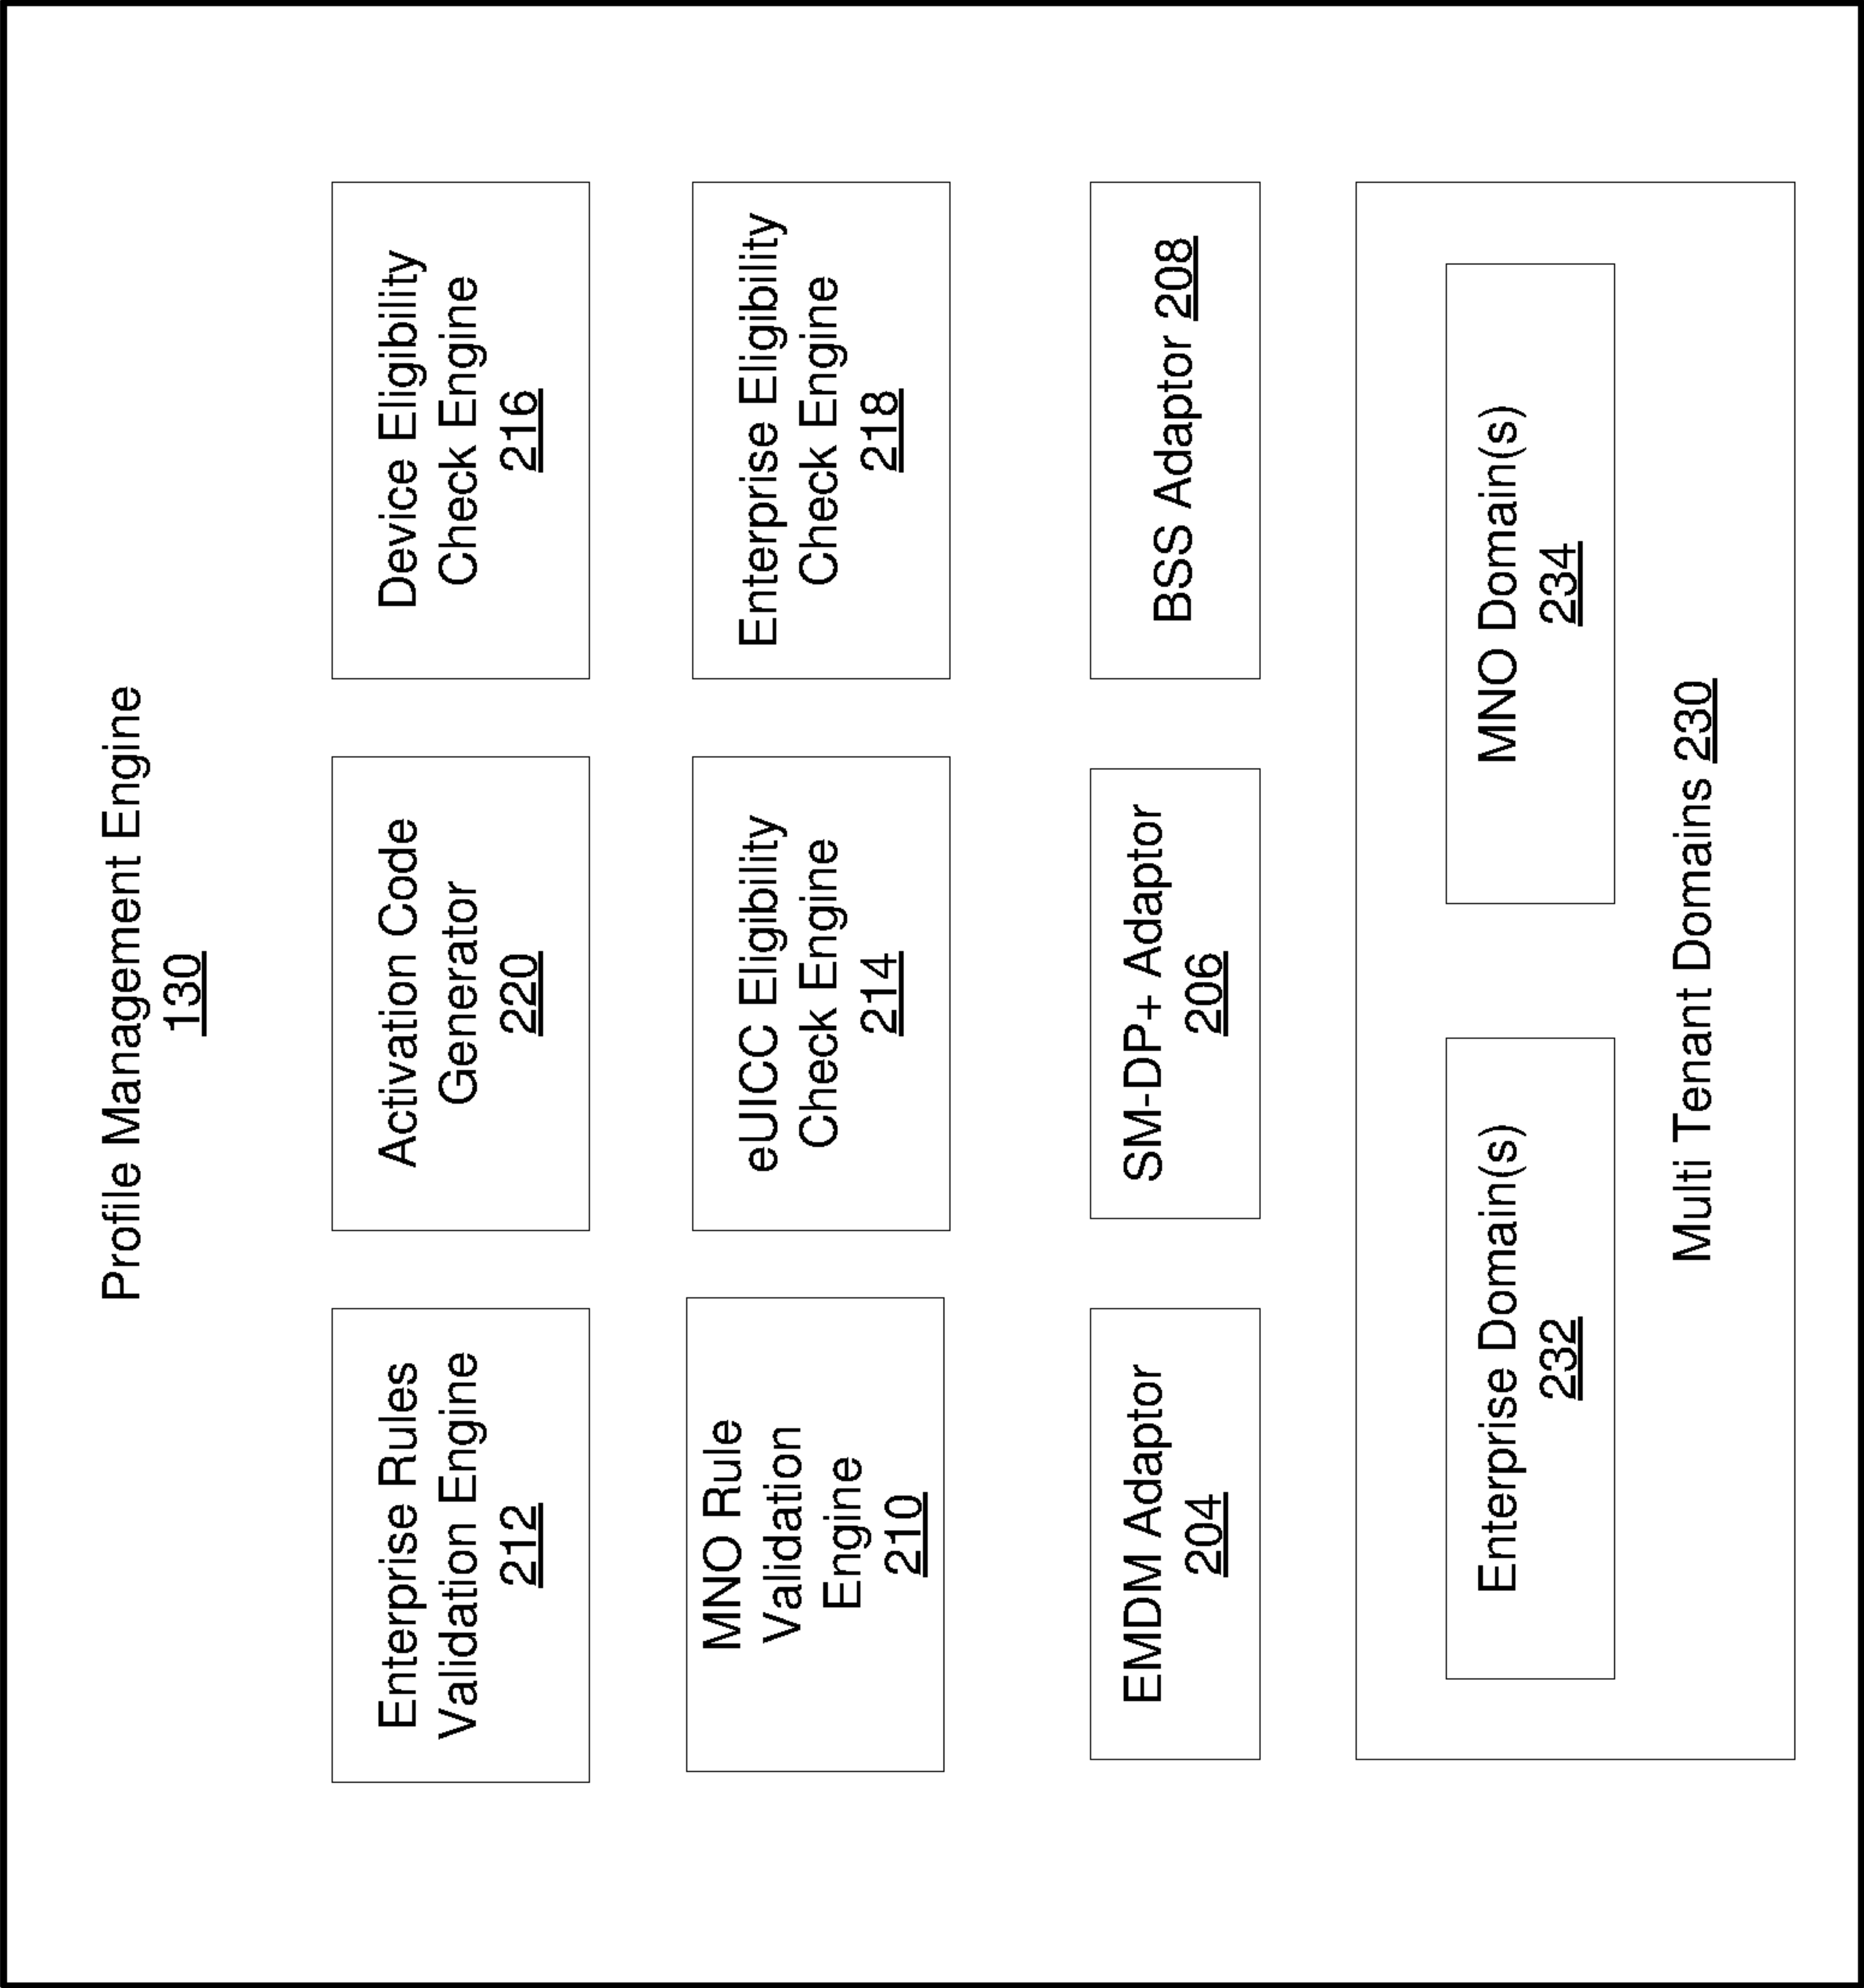 Profile Management Engine
130
Enterprise Rules
Validation Engine
212
Activation Code
Generator
220
Device Eligibility
Check Engine
216
MNO Rule
Validation
Engine
210
eUICC Eligibility
Check Engine
214
Enterprise Eligibility
Check Engine
218
EMDM Adaptor
204
SM-DP+ Adaptor
206
BSS Adaptor 208
Enterprise Domain(s)
232
MNO Domain(s)
234
Multi Tenant Domains 230